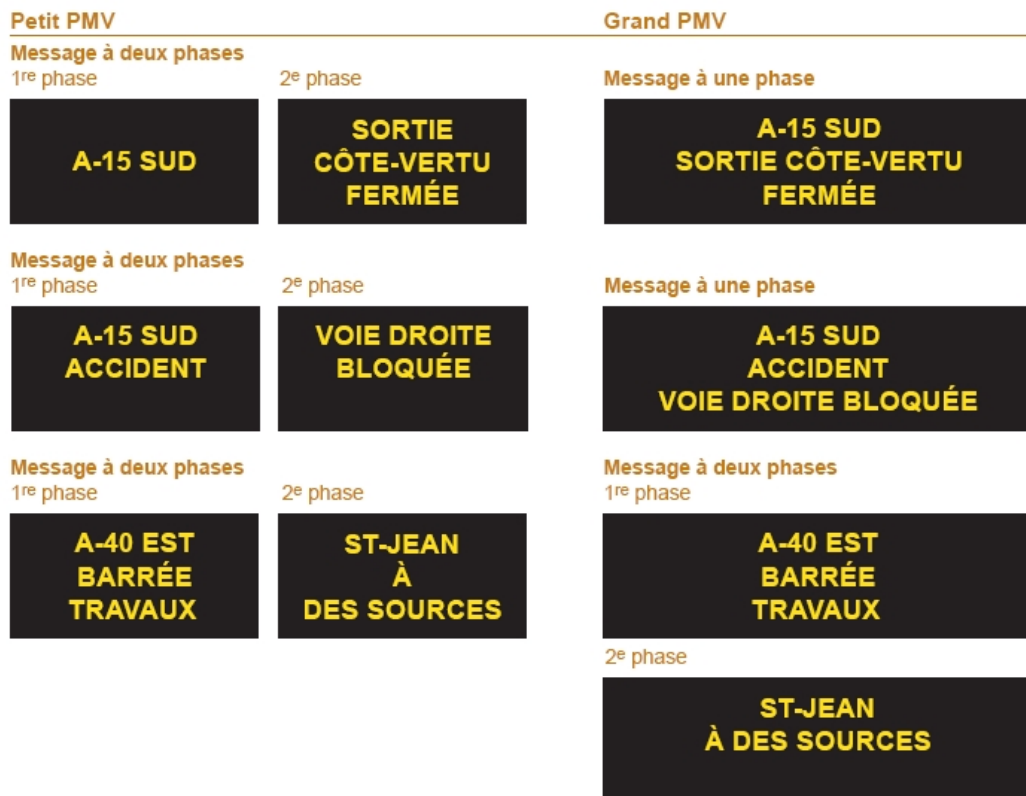 Petit PMV
Grand PMV
Message à deux phases
1re phase
2e phase
Message à une phase
A-15 SUD
SORTIE
CÔTE-VERTU
FERMÉE
A-15 SUD
SORTIE CÔTE-VERTU
FERMÉE
Message à deux phases
1re phase
2e phase
Message à une phase
A-15 SUD
ACCIDENT
VOIE DROITE
BLOQUÉE
A-15 SUD
ACCIDENT
VOIE DROITE BLOQUÉE
Message à deux phases
1re phase
2e phase
Message à deux phases
1re phase
A-40 EST
BARRÉE
TRAVAUX
ST-JEAN
À
DES SOURCES
A-40 EST
BARRÉE
TRAVAUX
2e phase
ST-JEAN
À DES SOURCES